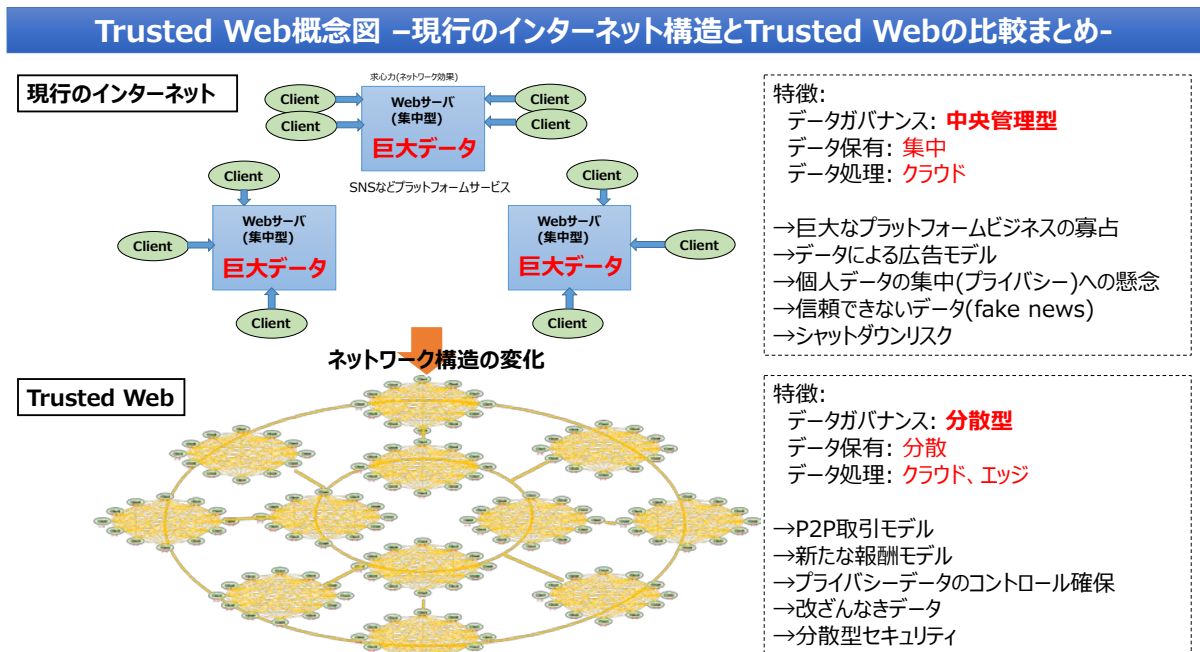 Trusted Web概念図 –現行のインターネット構造とTrusted Webの比較まとめ-
現行のインターネット
求心力(ネットワーク効果)
Client
Client
Webサーバ
(集中型)
巨大データ
Client
Client
SNSなどプラットフォームサービス
Client
Client
Webサーバ
(集中型)
巨大データ
Client
Client
Webサーバ
(集中型)
巨大データ
Client
Client
特徴:
データガバナンス: 中央管理型
データ保有: 集中
データ処理: クラウド
→巨大なプラットフォームビジネスの寡占
→データによる広告モデル
→個人データの集中(プライバシー)への懸念
→信頼できないデータ(fake news)
→シャットダウンリスク
ネットワーク構造の変化
Trusted Web
特徴:
データガバナンス: 分散型
データ保有: 分散
データ処理: クラウド、エッジ
→P2P取引モデル
→新たな報酬モデル
→プライバシーデータのコントロール確保
→改ざんなきデータ
→分散型セキュリティ